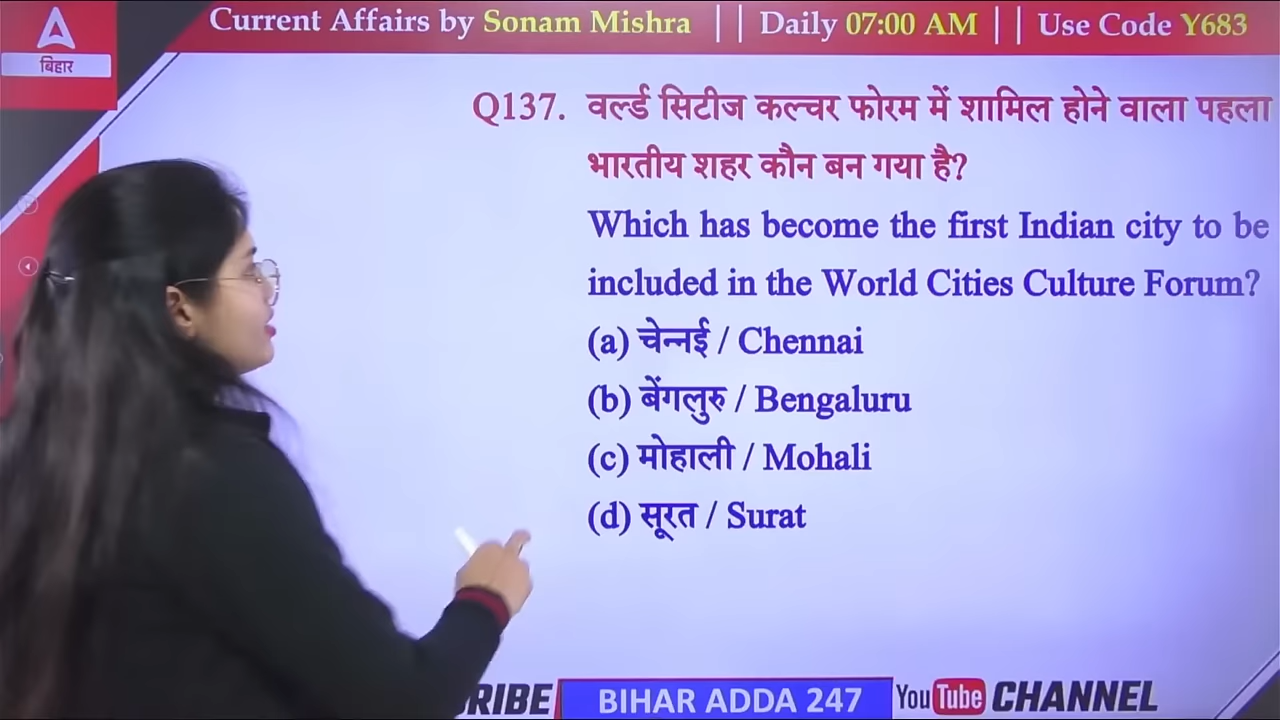 Current Affairs by Sonam Mishra || Daily 07:00 AM || Use Code Y683
बिहार
Q137. वर्ल्ड सिटीज कल्चर फोरम में शामिल होने वाला पहला
भारतीय शहर कौन बन गया है?
Which has become the first Indian city to be
included in the World Cities Culture Forum?
(a) चेन्नई / Chennai
(b) बेंगलुरु / Bengaluru
(c) मोहाली / Mohali
(d) सूरत / Surat
RIBE BIHAR ADDA 247 YouTube CHANNEL